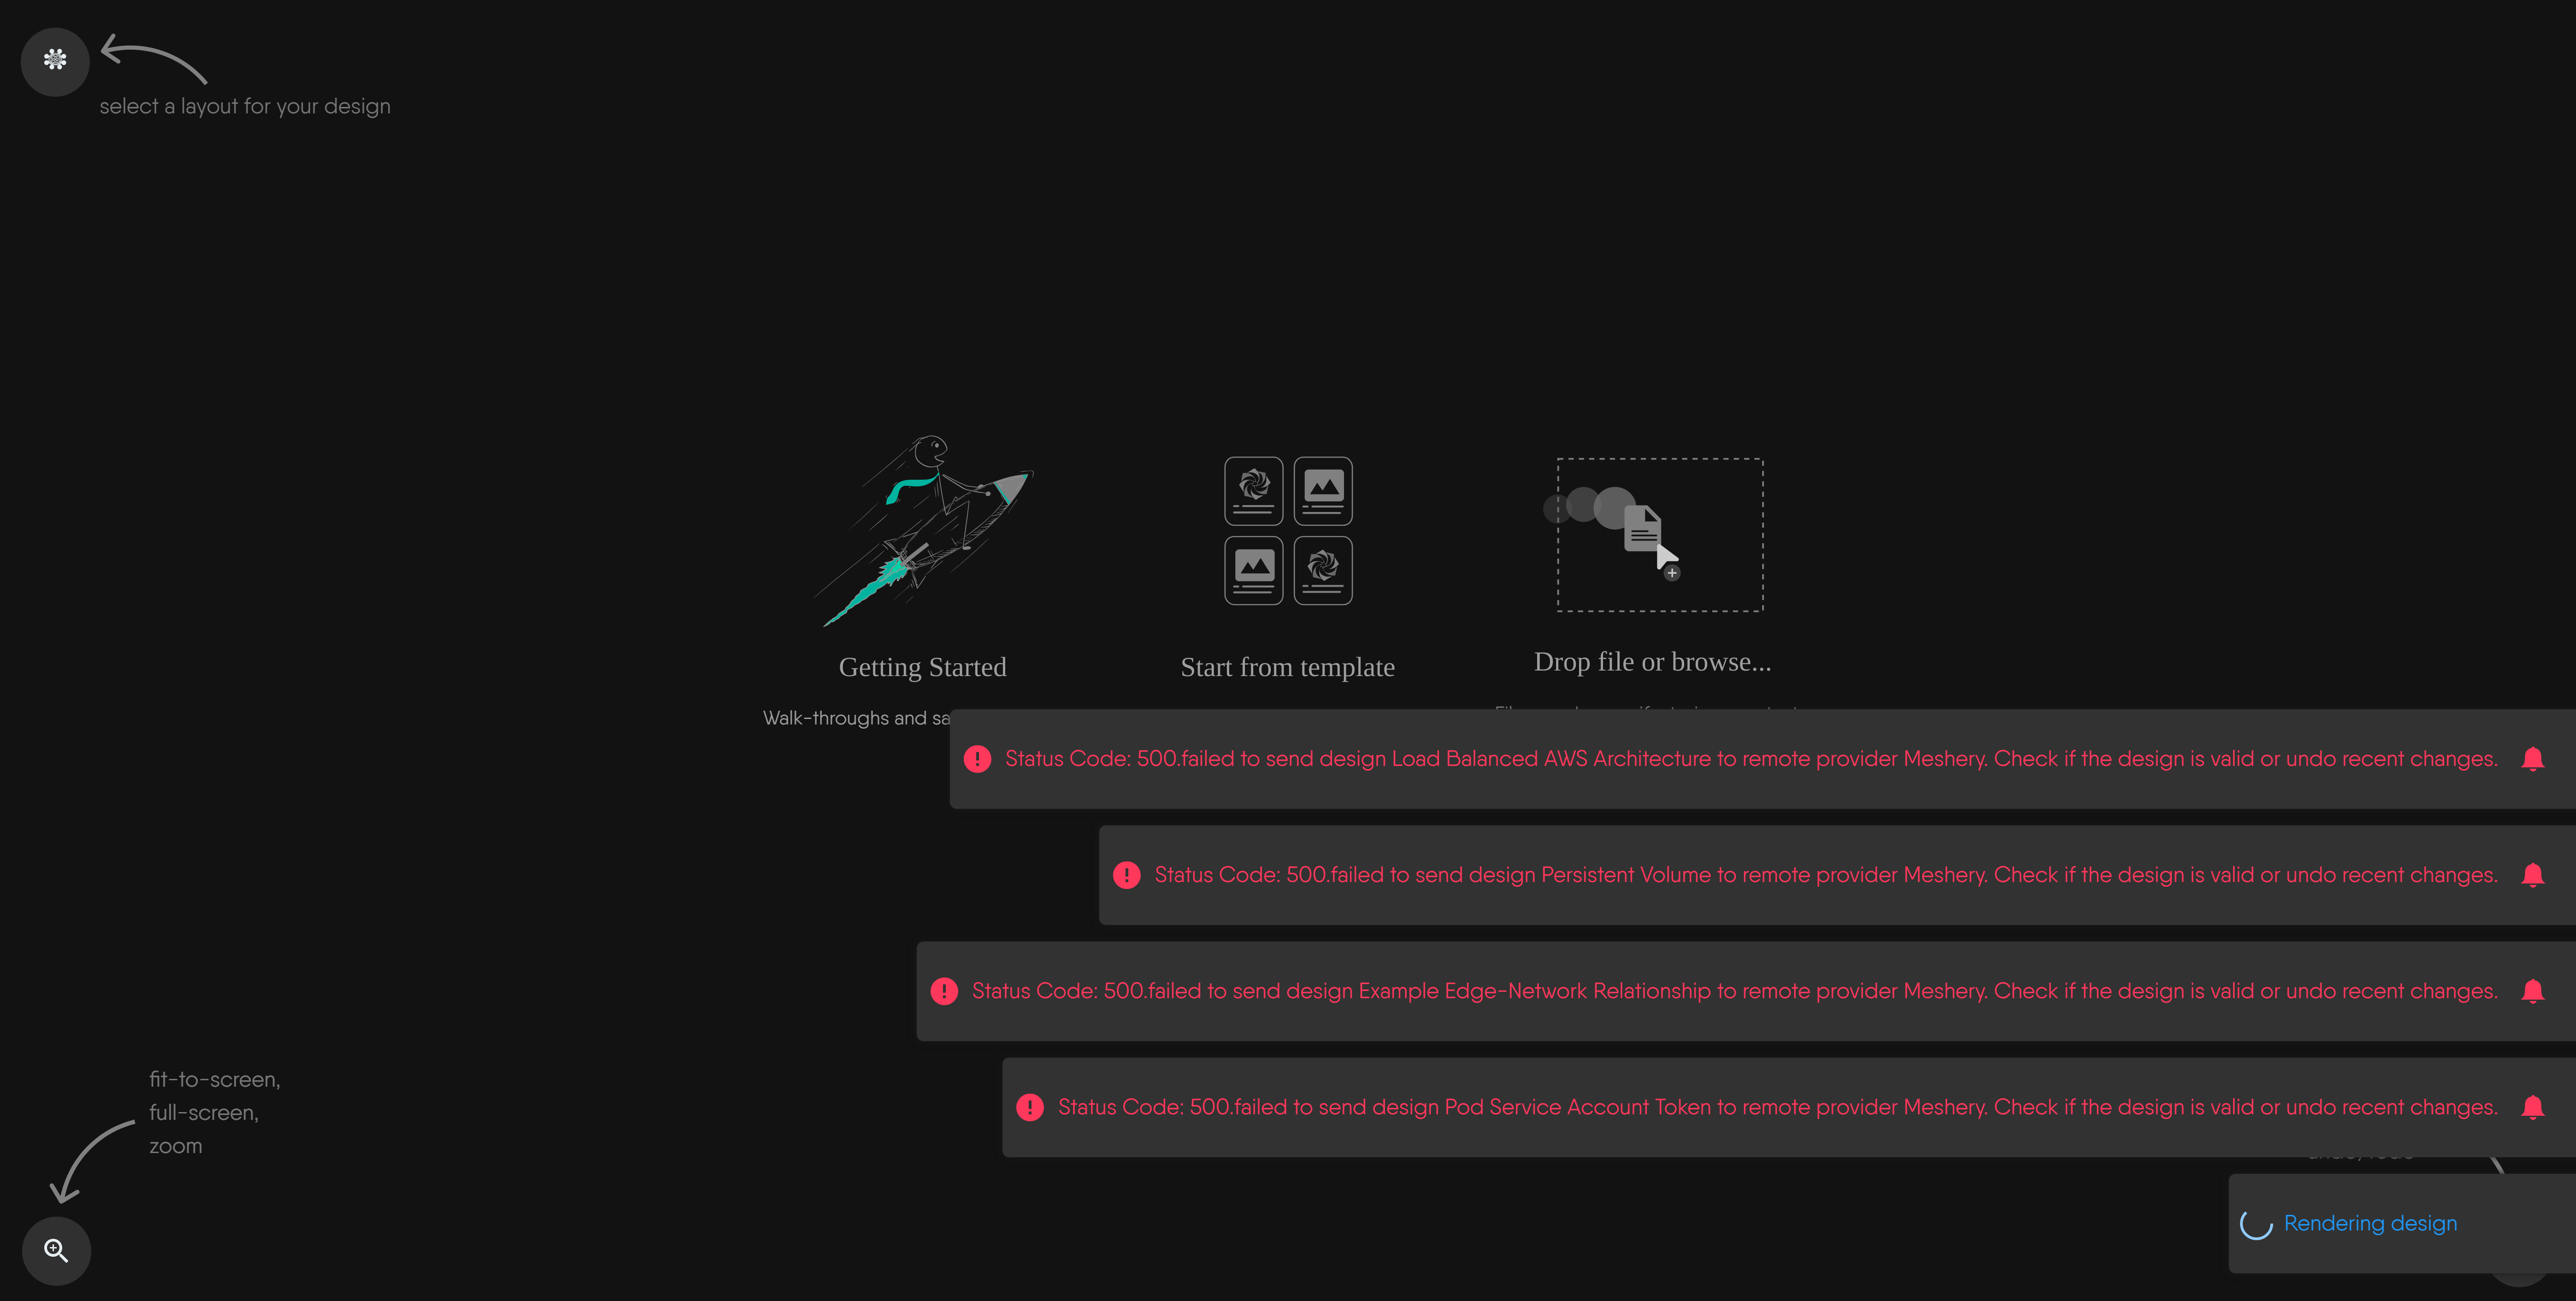 select a layout for your design
Getting Started
Start from template
Drop file or browse...
Walk-throughs and sa
Status Code: 500.failed to send design Load Balanced AWS Architecture to remote provider Meshery. Check if the design is valid or undo recent changes.
Status Code: 500.failed to send design Persistent Volume to remote provider Meshery. Check if the design is valid or undo recent changes.
Status Code: 500.failed to send design Example Edge-Network Relationship to remote provider Meshery. Check if the design is valid or undo recent changes.
Status Code: 500.failed to send design Pod Service Account Token to remote provider Meshery. Check if the design is valid or undo recent changes.
fit-to-screen,
full-screen,
zoom
Rendering design